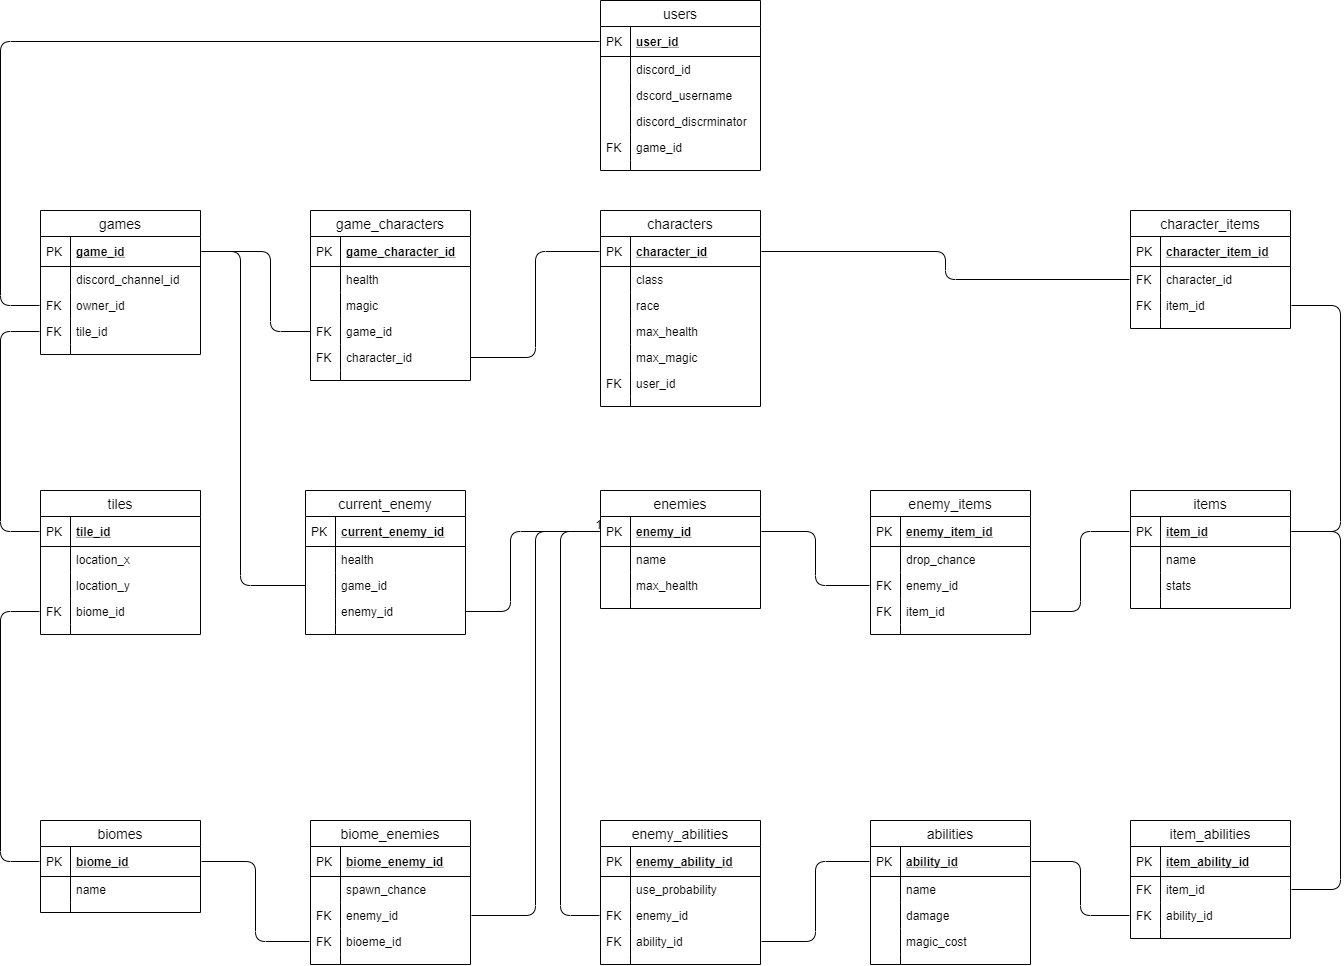 users
PK user_id
discord_id
dscord_username
discord_discrminator
FK game_id
games
PK game_id
discord_channel_id
FK owner_id
FK tile_id
game_characters
PK game_character_id
health
magic
FK game_id
FK character_id
characters
PK character_id
class
race
max_health
max_magic
FK user_id
character_items
PK character_item_id
FK character_id
FK item_id
tiles
PK tile_id
location_x
location_y
FK biome_id
current_enemy
PK current_enemy_id
health
game_id
enemy_id
1
enemies
PK enemy_id
name
max_health
enemy_items
PK enemy_item_id
drop_chance
FK enemy_id
FK item_id
items
PK item_id
name
stats
biomes
PK biome_id
name
biome_enemies
PK biome_enemy_id
spawn_chance
FK enemy_id
FK bioeme_id
enemy_abilities
PK enemy_ability_id
use_probability
FK enemy_id
FK ability_id
abilities
PK ability_id
name
damage
magic_cost
item_abilities
PK item_ability_id
FK item_id
FK ability_id